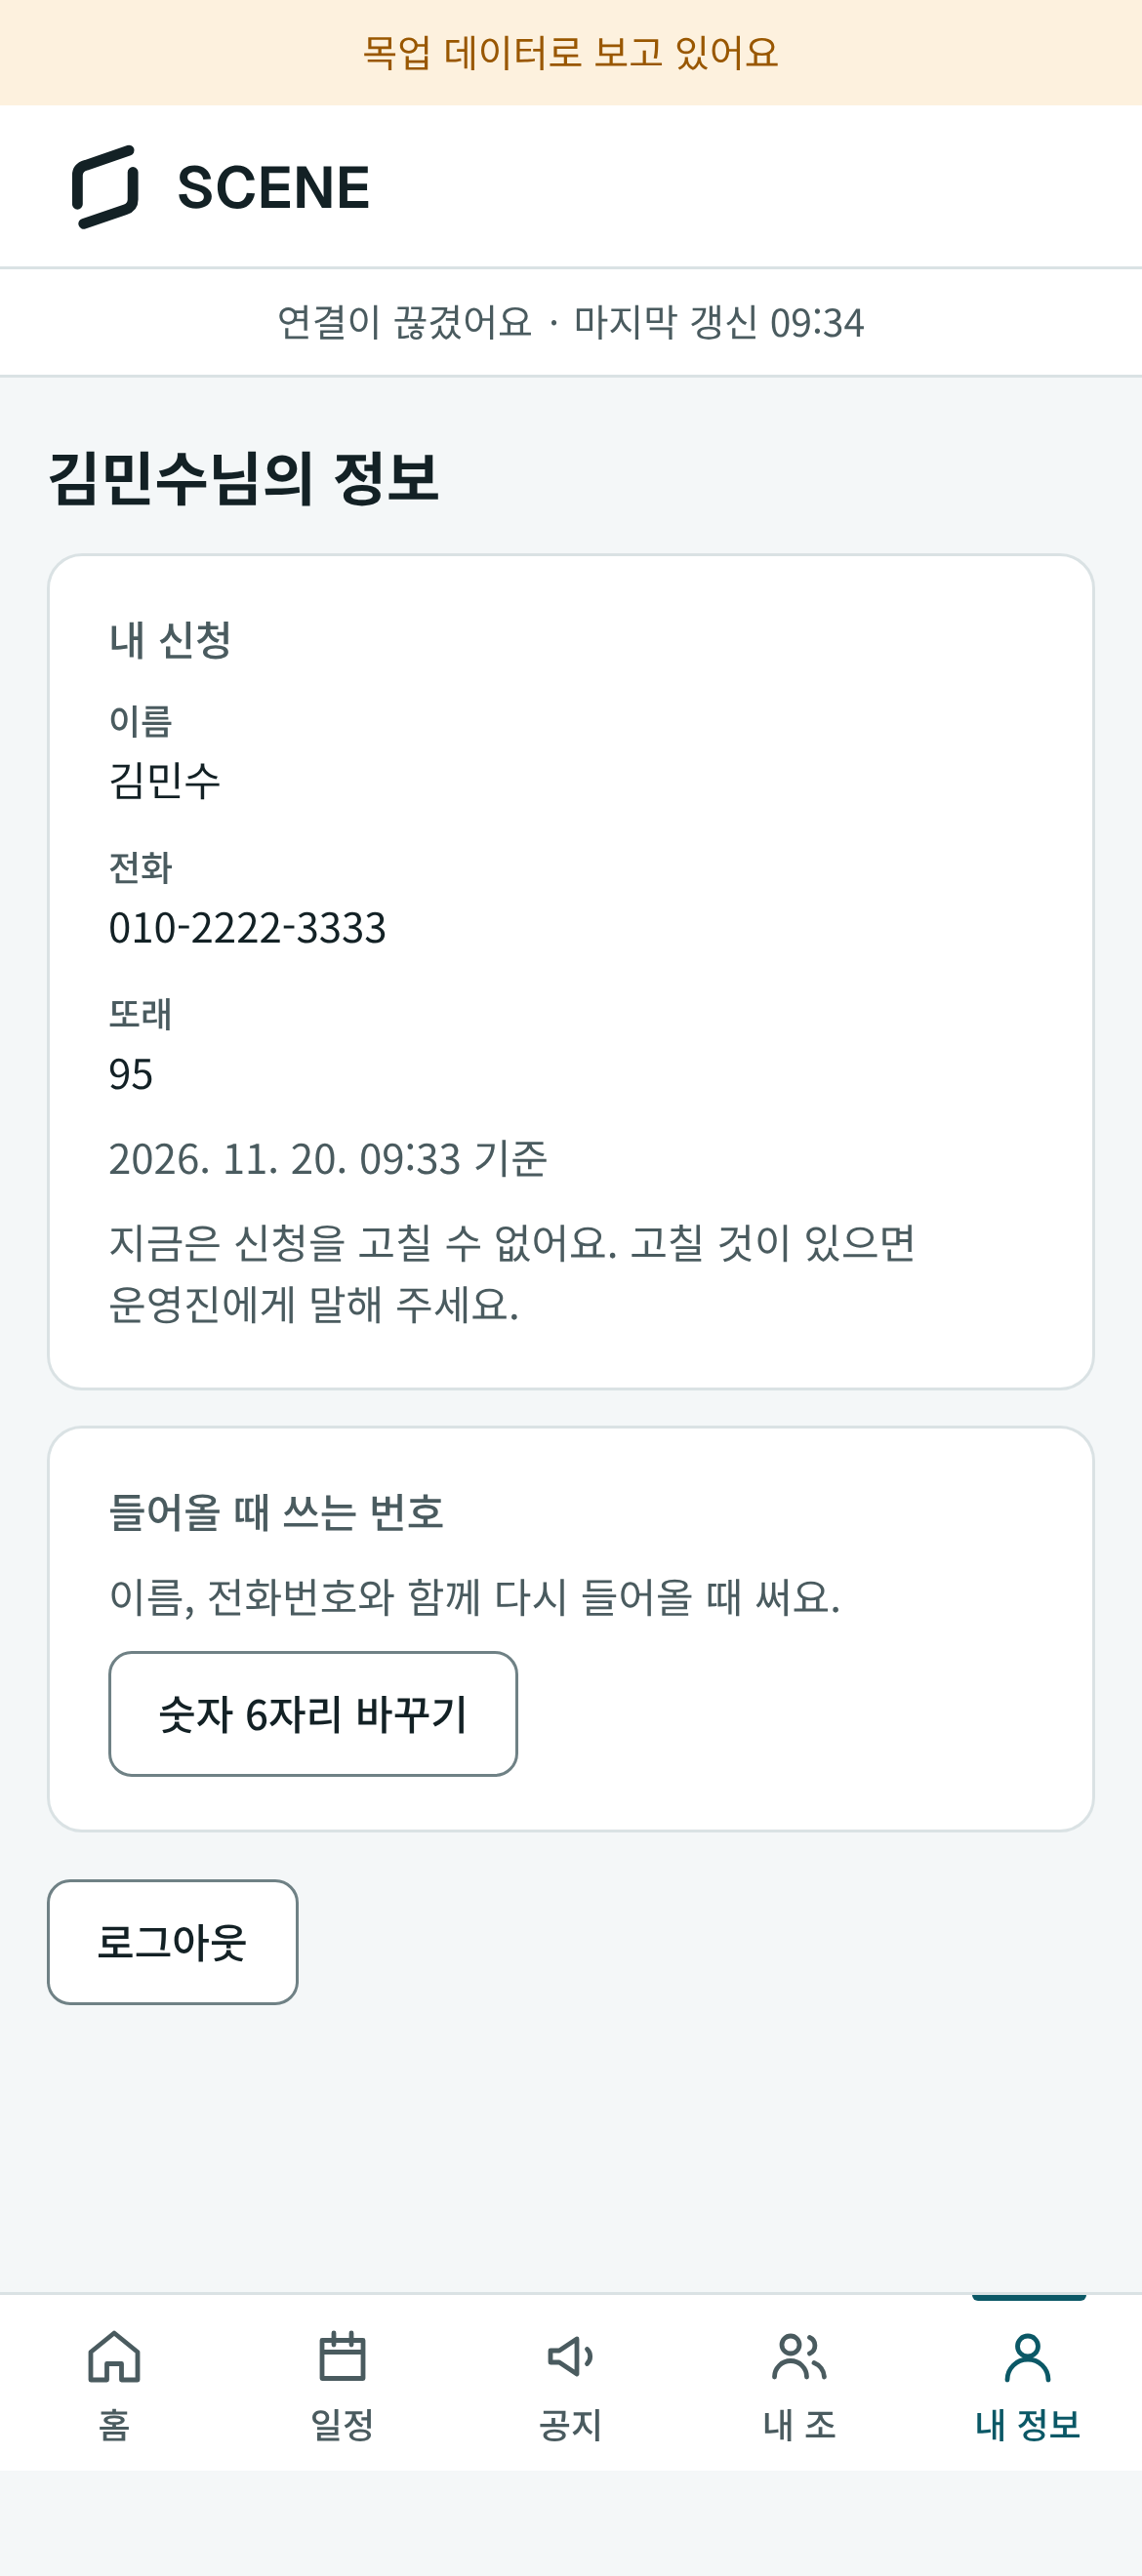 목업 데이터로 보고 있어요
SCENE
연결이 끊겼어요 · 마지막 갱신 09:34
김민수님의 정보
내 신청
이름
김민수
전화
010-2222-3333
또래
95
2026. 11. 20. 09:33 기준
지금은 신청을 고칠 수 없어요. 고칠 것이 있으면
운영진에게 말해 주세요.
들어올 때 쓰는 번호
이름, 전화번호와 함께 다시 들어올 때 써요.
숫자 6자리 바꾸기
로그아웃
홈
일정
공지
내 조
내 정보